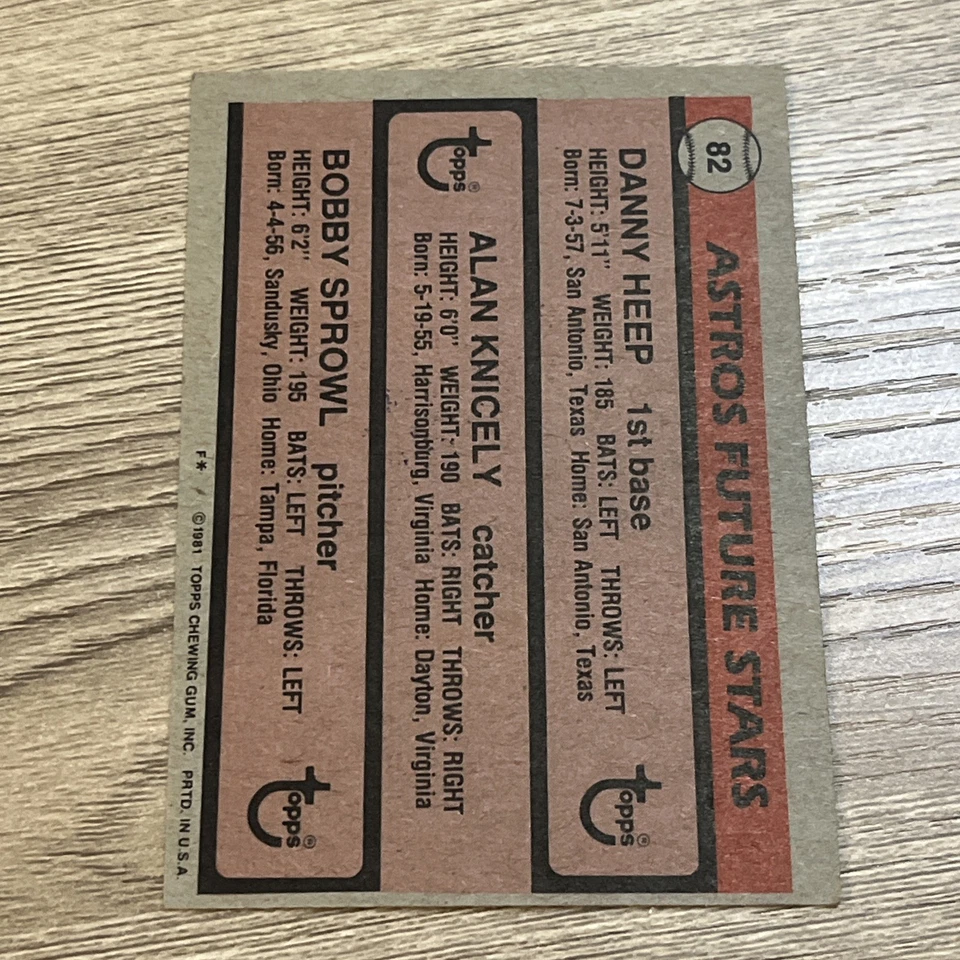 82
ASTROS FUTURE STARS
DANNY HEEP 1st base
HEIGHT: 5'11" WEIGHT: 185 BATS: LEFT THROWS: LEFT
Born: 7-3-57, San Antonio, Texas Home: San Antonio, Texas
Topps®
Topps®
ALAN KNICELY catcher
HEIGHT: 6'0" WEIGHT: 190 BATS: RIGHT THROWS: RIGHT
Born: 5-19-55, Harrisonburg, Virginia Home: Dayton, Virginia
BOBBY SPROWL pitcher
HEIGHT: 6'2" WEIGHT: 195 BATS: LEFT THROWS: LEFT
Born: 4-4-56, Sandusky, Ohio Home: Tampa, Florida
Topps®
F* ©1981 TOPPS CHEWING GUM, INC. PRTD. IN U.S.A.